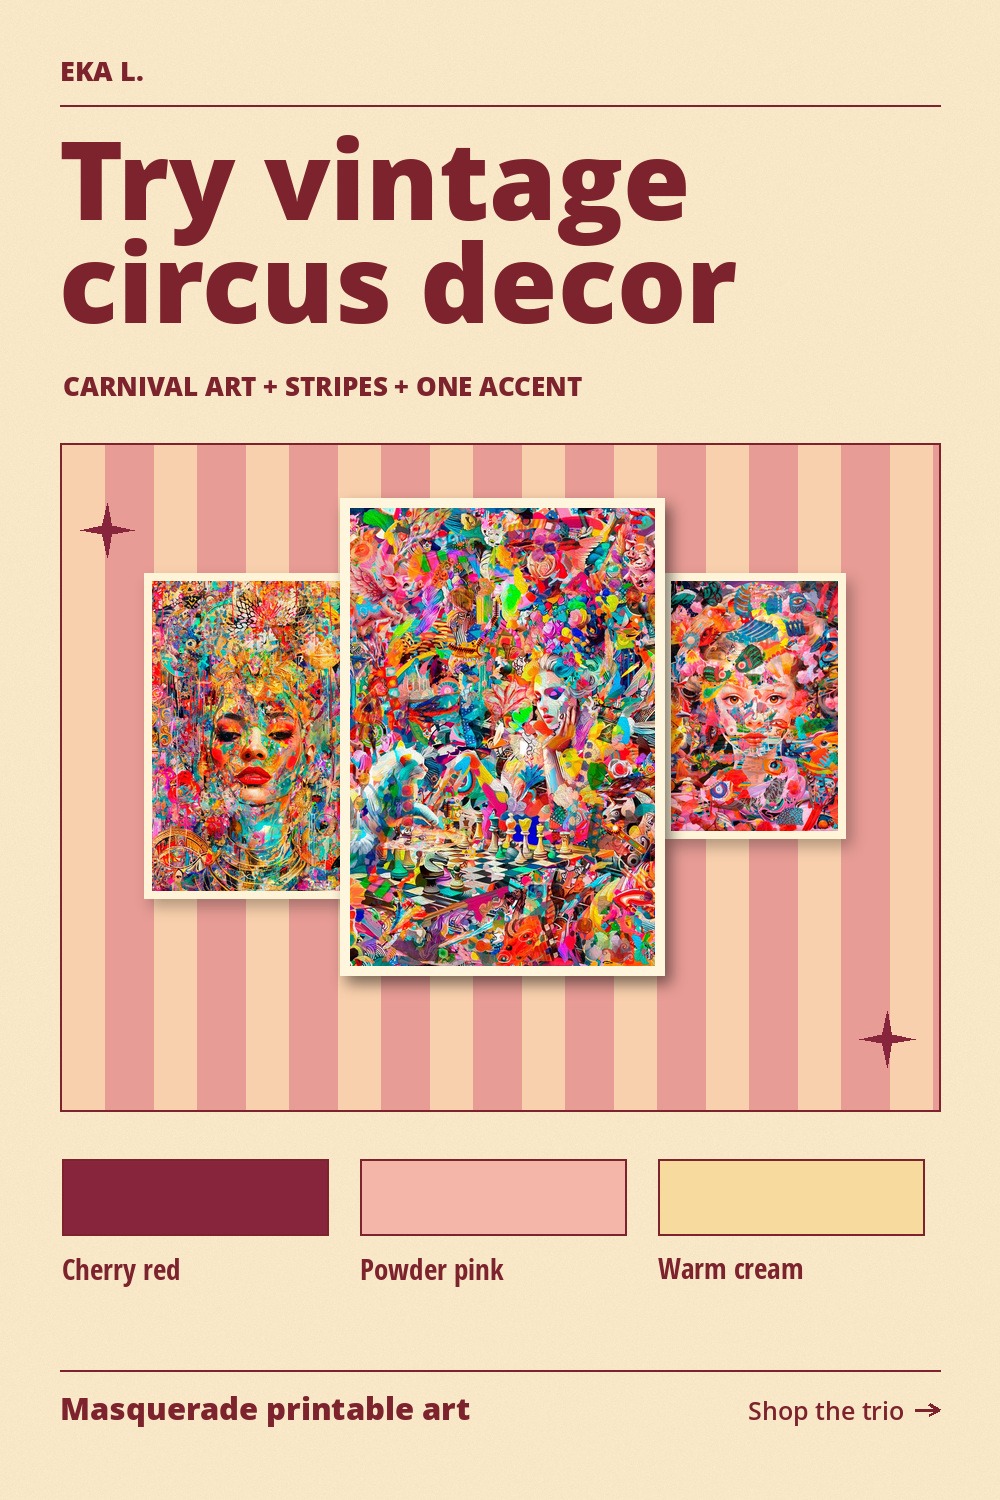 EKA L.
Try vintage
circus decor
CARNIVAL ART + STRIPES + ONE ACCENT
Cherry red
Powder pink
Warm cream
Masquerade printable art
Shop the trio →